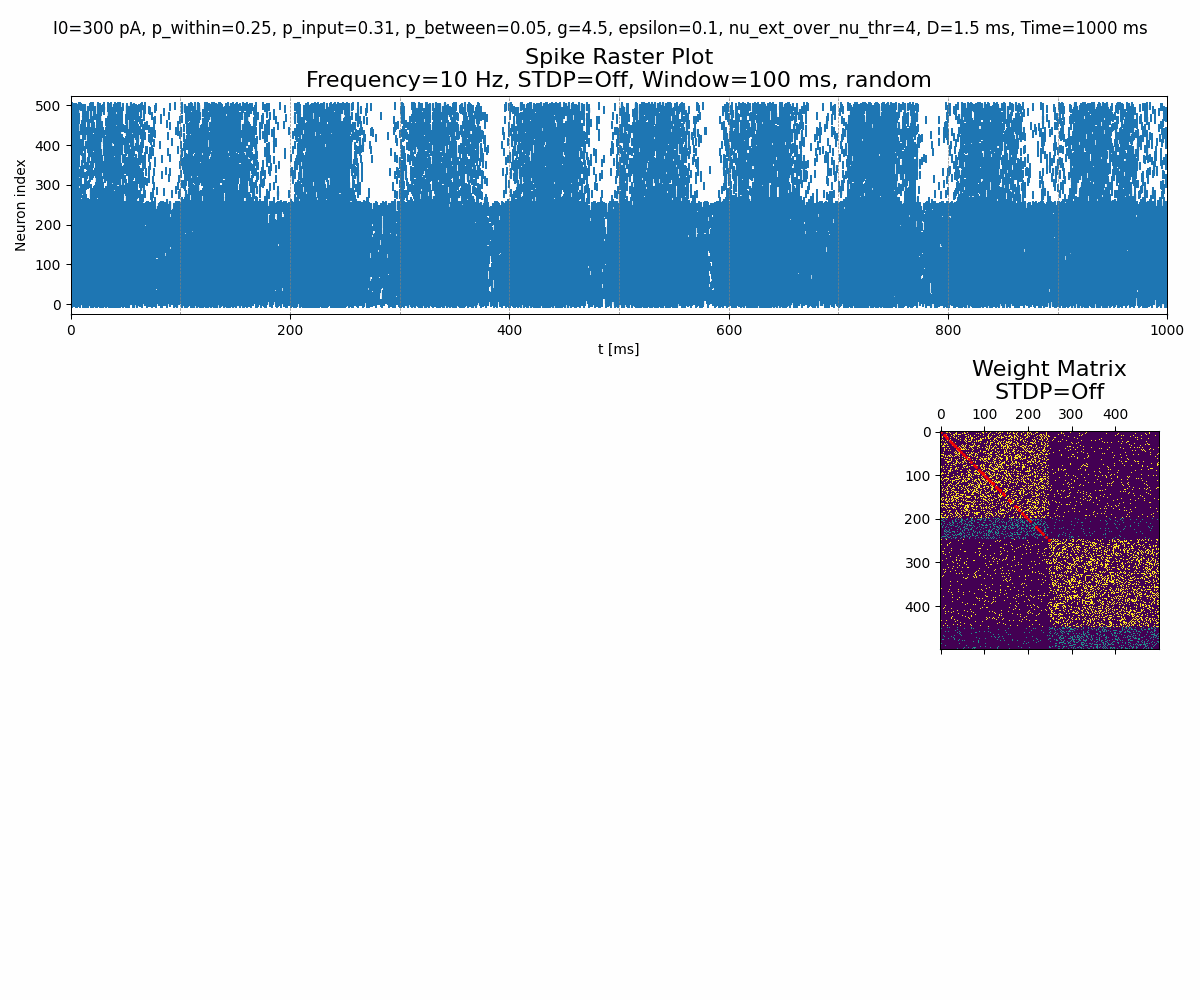 I0=300 pA, p_within=0.25, p_input=0.31, p_between=0.05, g=4.5, epsilon=0.1, nu_ext_over_nu_thr=4, D=1.5 ms, Time=1000 ms
Spike Raster Plot
Frequency=10 Hz, STDP=Off, Window=100 ms, random
500
400
300
200
100
0
Neuron index
0 200 400 600 800 1000
t [ms]
Weight Matrix
STDP=Off
0 100 200 300 400
0
100
200
300
400